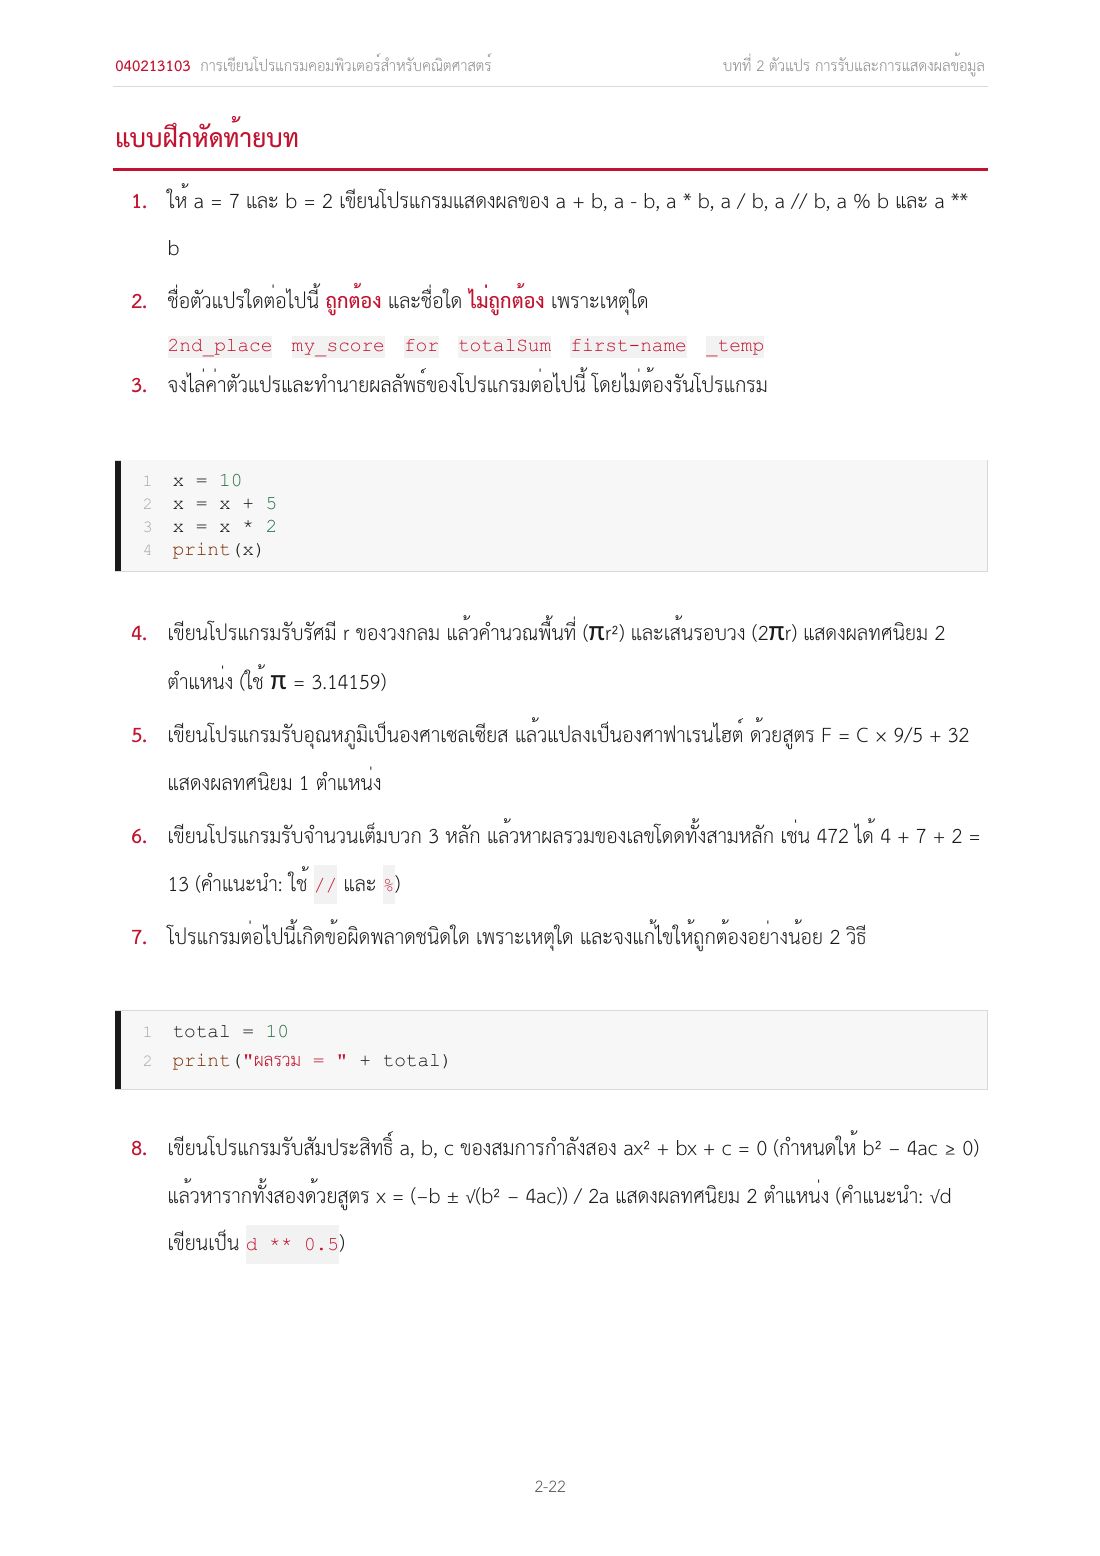 040213103 การเขียนโปรแกรมคอมพิวเตอร์สำหรับคณิตศาสตร์ บทที่ 2 ตัวแปร การรับและการแสดงผลข้อมูล
แบบฝึกหัดท้ายบท
1. ให้ a = 7 และ b = 2 เขียนโปรแกรมแสดงผลของ a + b, a - b, a * b, a / b, a // b, a % b และ a **
b
2. ชื่อตัวแปรใดต่อไปนี้ ถูกต้อง และชื่อใด ไม่ถูกต้อง เพราะเหตุใด
2nd_place my_score for totalSum first-name _temp
3. จงไล่ค่าตัวแปรและทำนายผลลัพธ์ของโปรแกรมต่อไปนี้ โดยไม่ต้องรันโปรแกรม
1 x = 10
2 x = x + 5
3 x = x * 2
4 print(x)
4. เขียนโปรแกรมรับรัศมี r ของวงกลม แล้วคำนวณพื้นที่ (πr²) และเส้นรอบวง (2πr) แสดงผลทศนิยม 2
ตำแหน่ง (ใช้ π = 3.14159)
5. เขียนโปรแกรมรับอุณหภูมิเป็นองศาเซลเซียส แล้วแปลงเป็นองศาฟาเรนไฮต์ ด้วยสูตร F = C × 9/5 + 32
แสดงผลทศนิยม 1 ตำแหน่ง
6. เขียนโปรแกรมรับจำนวนเต็มบวก 3 หลัก แล้วหาผลรวมของเลขโดดทั้งสามหลัก เช่น 472 ได้ 4 + 7 + 2 =
13 (คำแนะนำ: ใช้ // และ %)
7. โปรแกรมต่อไปนี้เกิดข้อผิดพลาดชนิดใด เพราะเหตุใด และจงแก้ไขให้ถูกต้องอย่างน้อย 2 วิธี
1 total = 10
2 print("ผลรวม = " + total)
8. เขียนโปรแกรมรับสัมประสิทธิ์ a, b, c ของสมการกำลังสอง ax² + bx + c = 0 (กำหนดให้ b² – 4ac ≥ 0)
แล้วหารากทั้งสองด้วยสูตร x = (–b ± √(b² – 4ac)) / 2a แสดงผลทศนิยม 2 ตำแหน่ง (คำแนะนำ: √d
เขียนเป็น d ** 0.5)
2-22